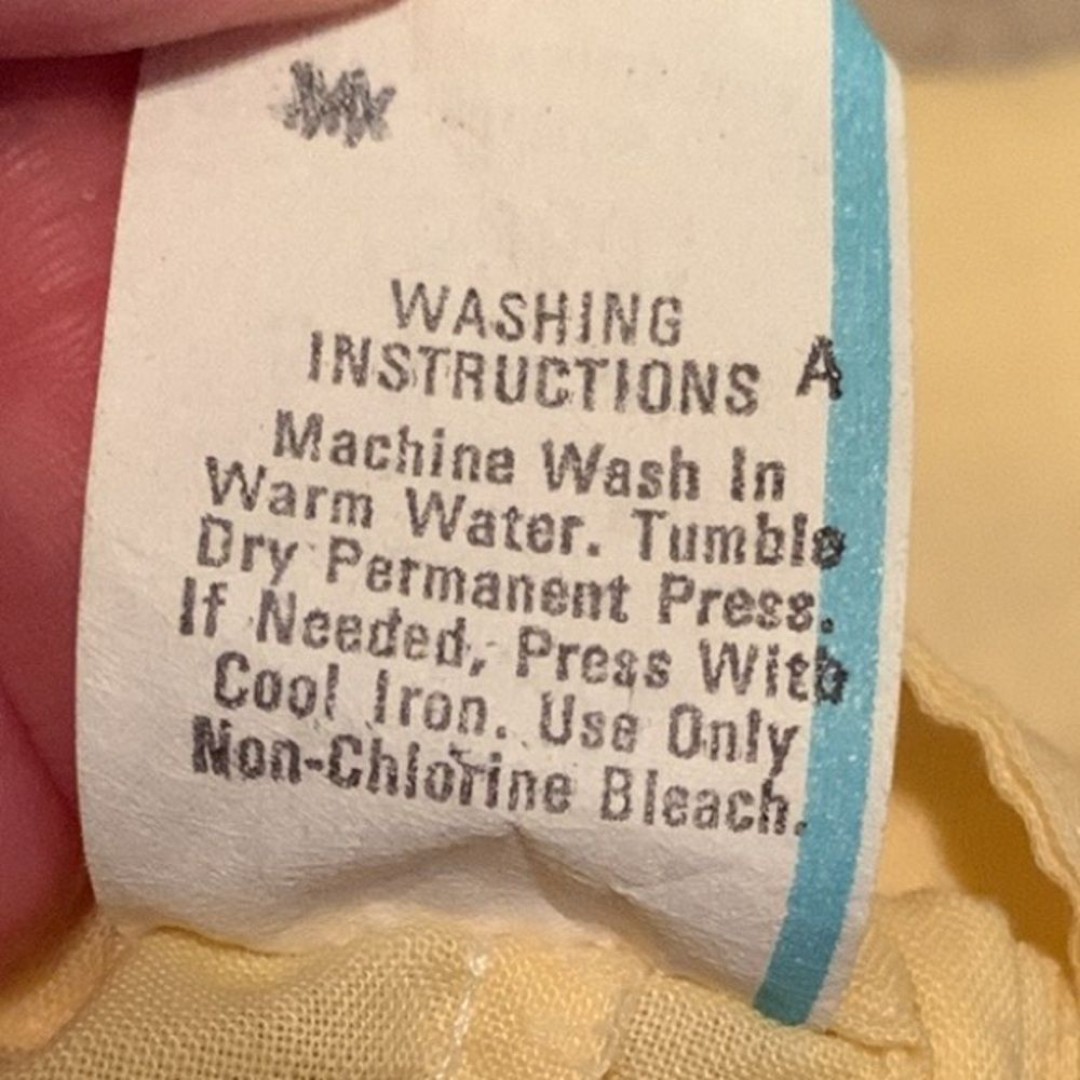 WASHING
INSTRUCTIONS A
Machine Wash In
Warm Water. Tumble
Dry Permanent Press.
If Needed, Press With
Cool Iron. Use Only
Non-Chlorine Bleach.